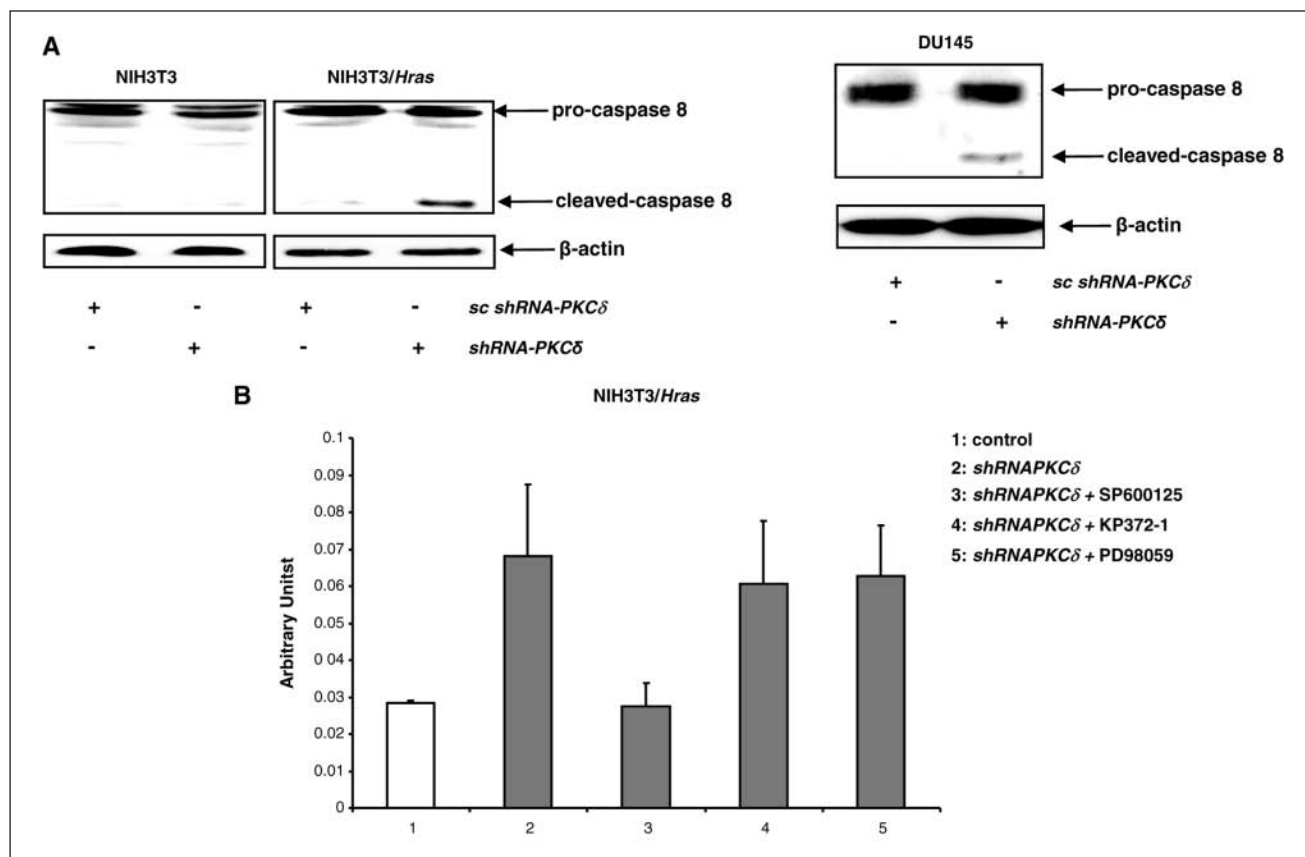 A
NIH3T3
NIH3T3/Hras
pro-caspase 8
cleaved-caspase 8
β-actin
+ - + - sc shRNA-PKCδ
- + - + shRNA-PKCδ
DU145
pro-caspase 8
cleaved-caspase 8
β-actin
+ - sc shRNA-PKCδ
- + shRNA-PKCδ
B
NIH3T3/Hras
Arbitrary Unitst
0.1
0.09
0.08
0.07
0.06
0 05
0 04
0.03
0.02
0.01
0
1 2 3 4 5
1: control
2: shRNAPKCδ
3: shRNAPKCδ + SP600125
4: shRNAPKCδ + KP372-1
5: shRNAPKCδ + PD98059